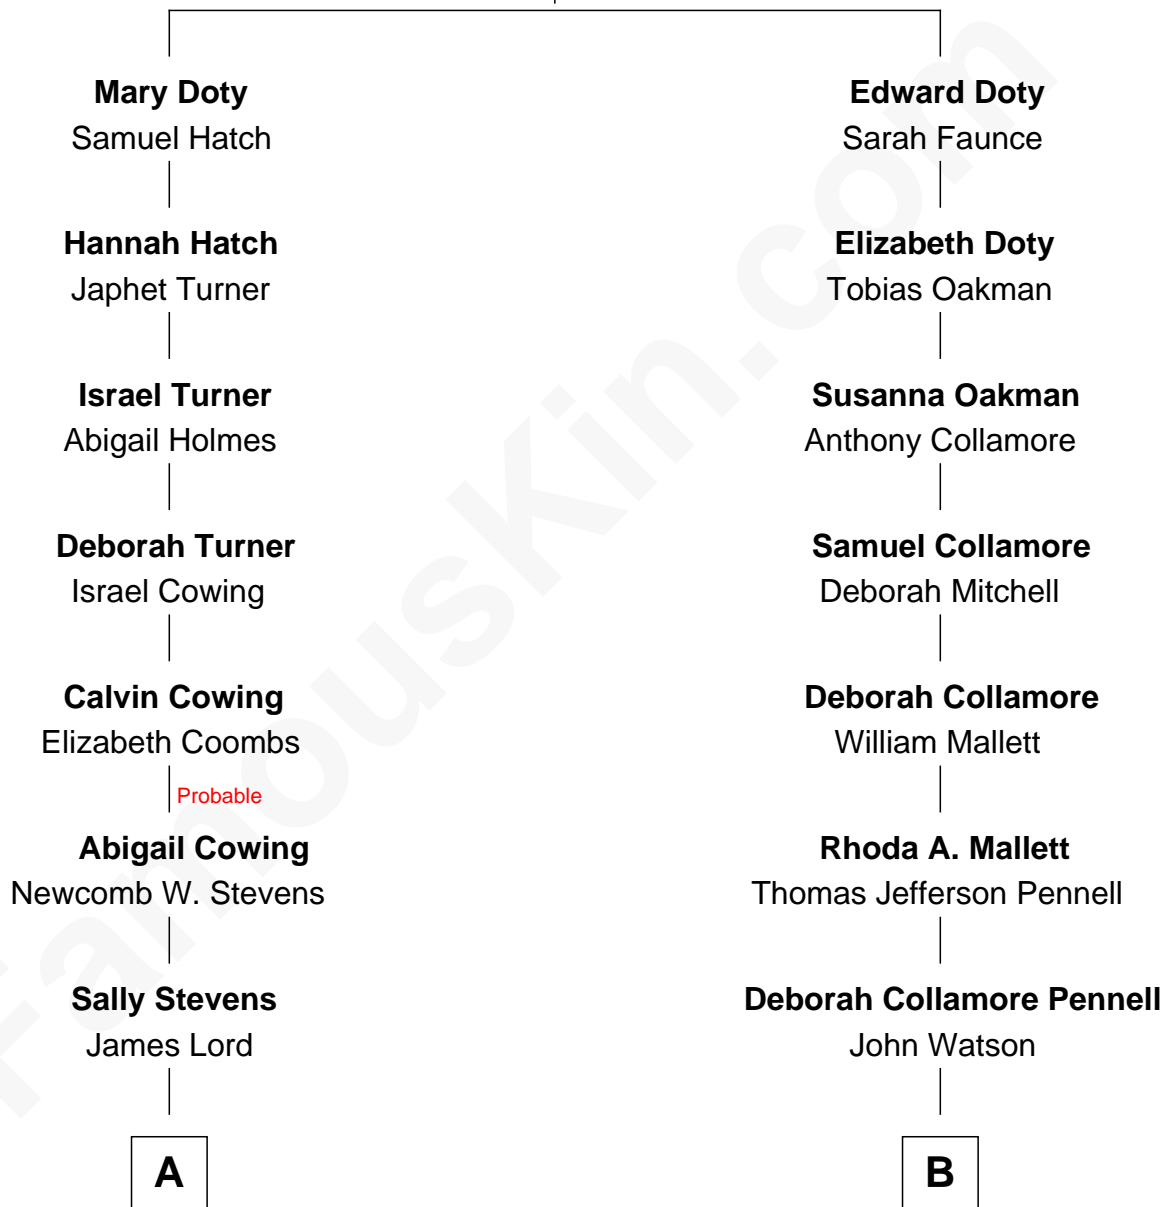 Mary Doty
Samuel Hatch
Hannah Hatch
Japhet Turner
Israel Turner
Abigail Holmes
Deborah Turner
Israel Cowing
Calvin Cowing
Elizabeth Coombs
Probable
Abigail Cowing
Newcomb W. Stevens
Sally Stevens
James Lord
A
Edward Doty
Sarah Faunce
Elizabeth Doty
Tobias Oakman
Susanna Oakman
Anthony Collamore
Samuel Collamore
Deborah Mitchell
Deborah Collamore
William Mallett
Rhoda A. Mallett
Thomas Jefferson Pennell
Deborah Collamore Pennell
John Watson
B
FamousKin.com